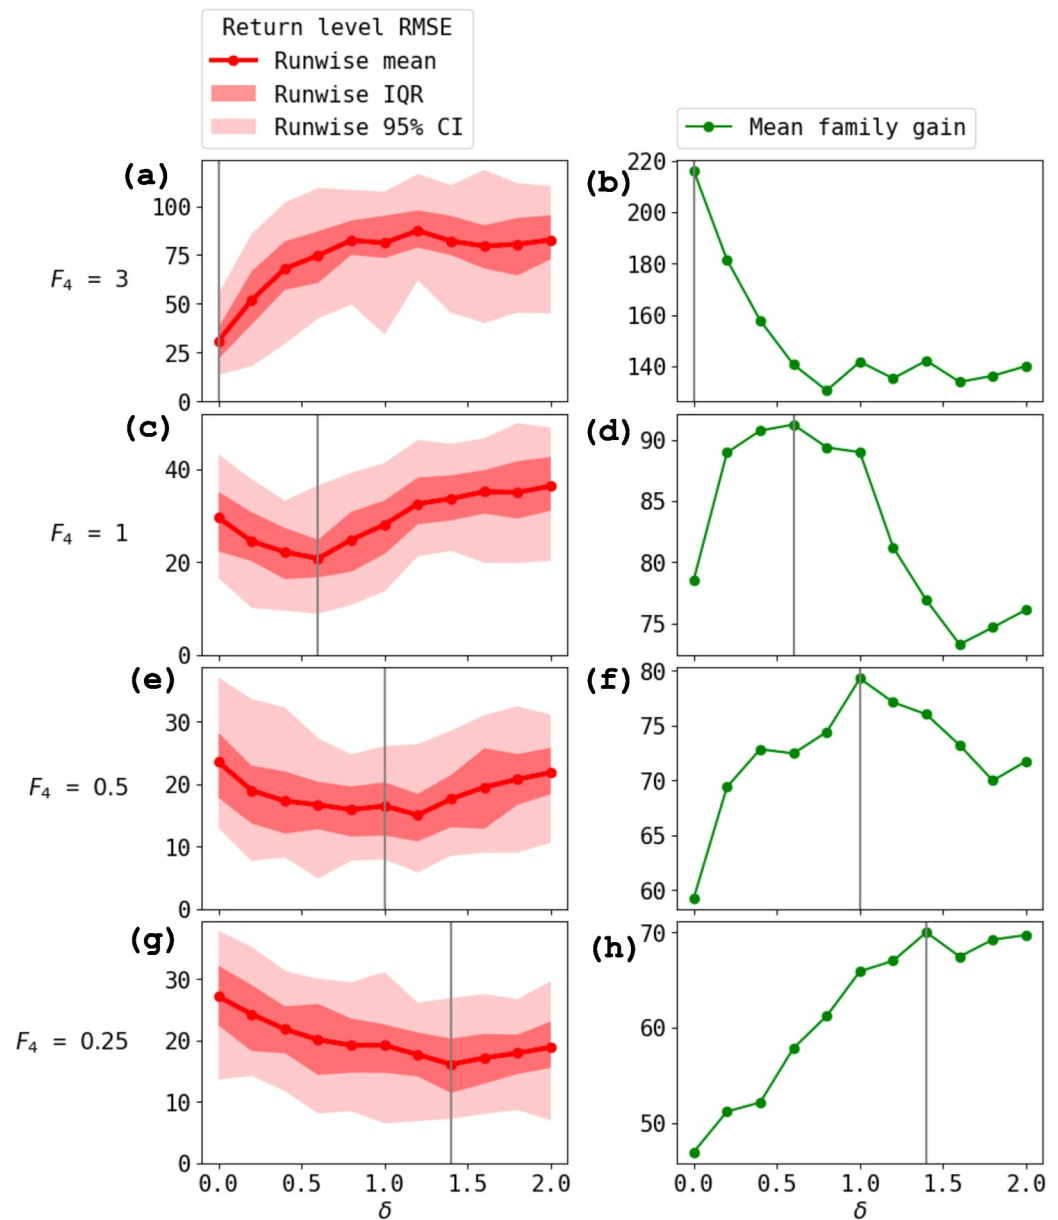 Return level RMSE
Runwise mean
Runwise IQR
Runwise 95% CI
Mean family gain
(a)
(b)
F₄ = 3
100
75
50
25
0
220
200
180
160
140
(c)
(d)
F₄ = 1
40
20
0
90
85
80
75
(e)
(f)
F₄ = 0.5
30
20
10
0
80
75
70
65
60
(g)
(h)
F₄ = 0.25
30
20
10
0
70
60
50
0.0 0.5 1.0 1.5 2.0
0.0 0.5 1.0 1.5 2.0
δ
δ